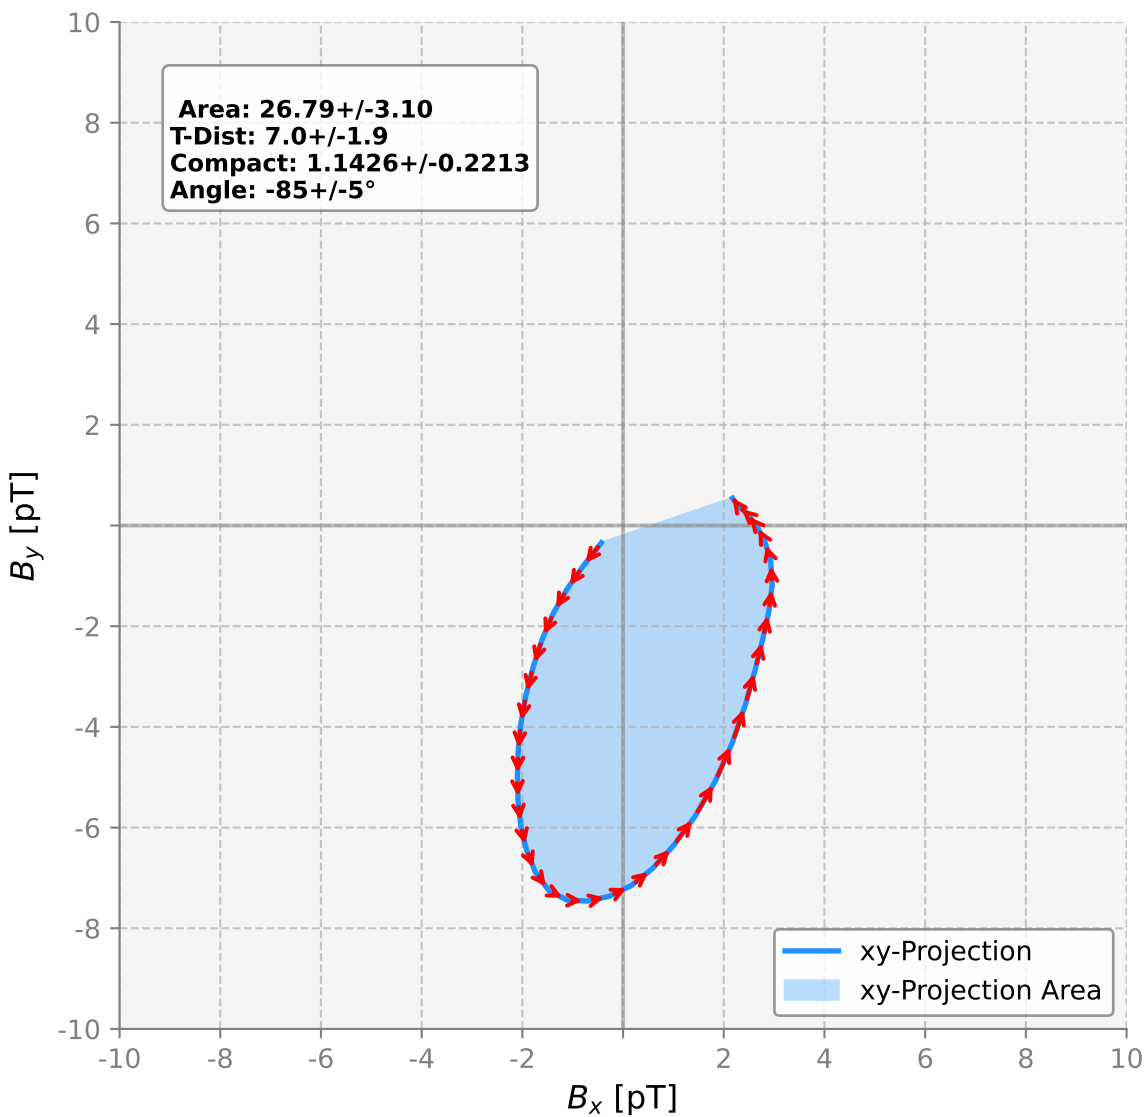 10
8
6
4
2
-2
-4
-6
-8
-10
Area: 26.79+/-3.10
T-Dist: 7.0+/-1.9
Compact: 1.1426+/-0.2213
Angle: -85+/-5°
By [pT]
xy-Projection
xy-Projection Area
-10 -8 -6 -4 -2 2 4 6 8 10
Bx [pT]